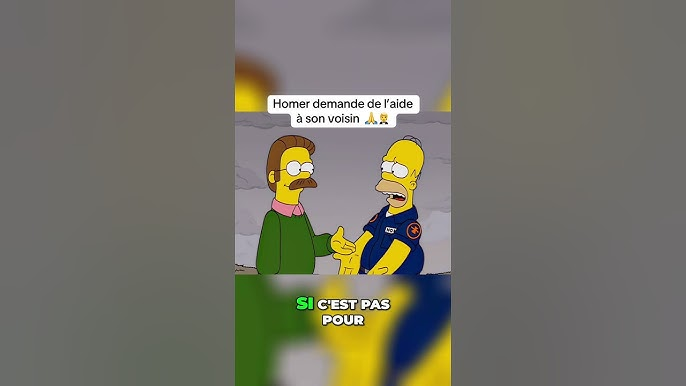 Homer demande de l'aide
à son voisin 🙏🤵‍♂️
SI C'EST PAS
POUR